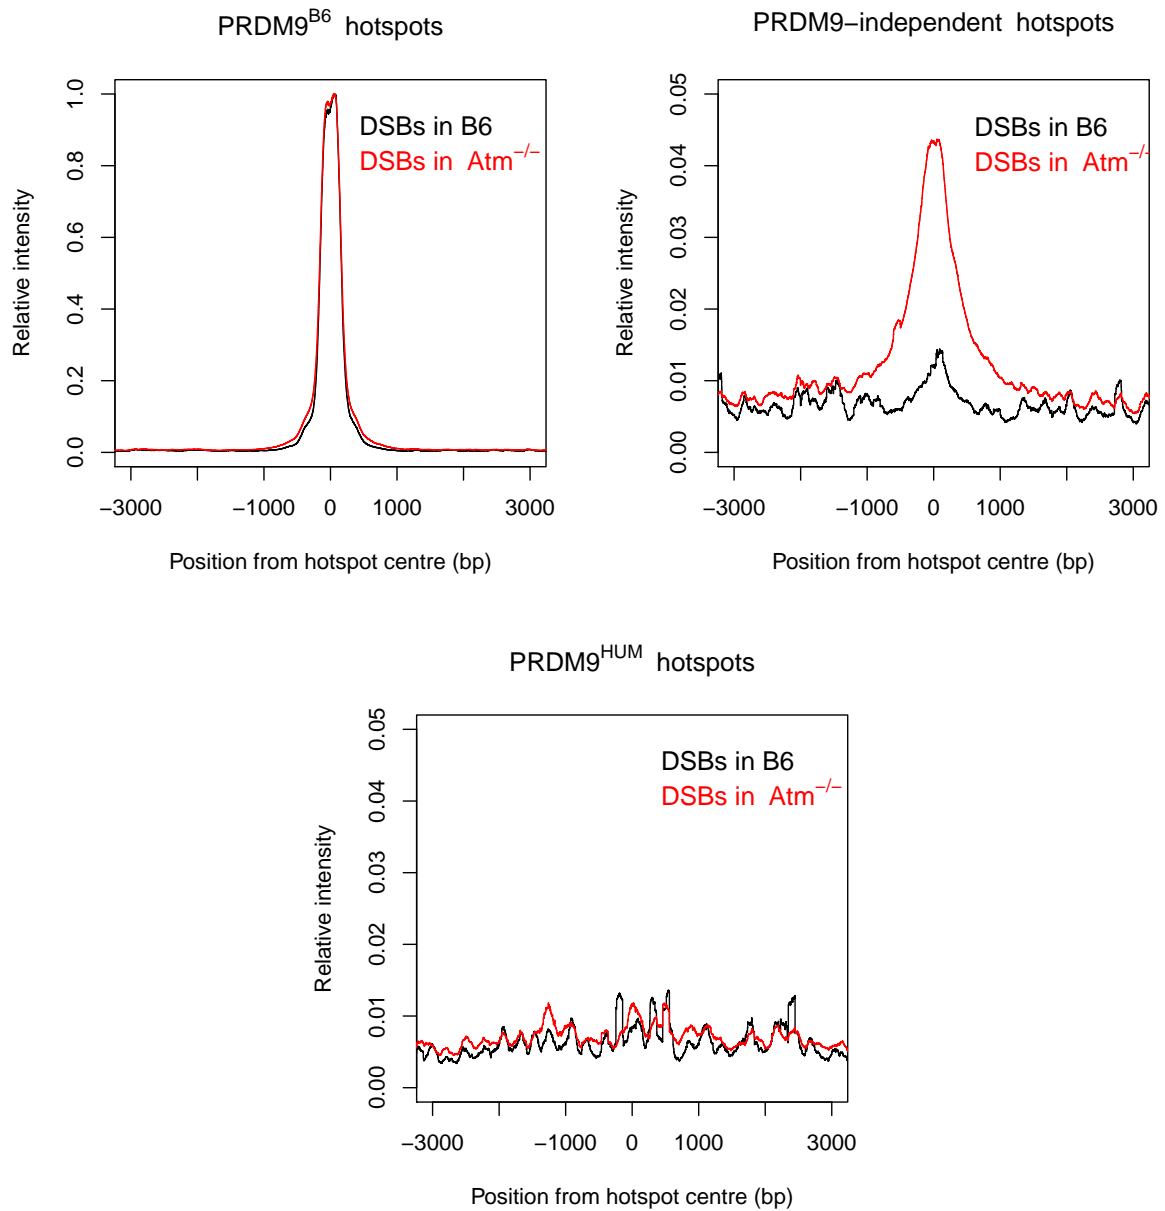 PRDM9^B6 hotspots
DSBs in B6
DSBs in Atm^−/−
Relative intensity
1.0
0.8
0.6
0.4
0.2
0.0
−3000 −1000 0 1000 3000
Position from hotspot centre (bp)
PRDM9−independent hotspots
DSBs in B6
DSBs in Atm^−/−
Relative intensity
0.05
0.04
0.03
0.02
0.01
0.00
−3000 −1000 0 1000 3000
Position from hotspot centre (bp)
PRDM9^HUM hotspots
DSBs in B6
DSBs in Atm^−/−
Relative intensity
0.05
0.04
0.03
0.02
0.01
0.00
−3000 −1000 0 1000 3000
Position from hotspot centre (bp)